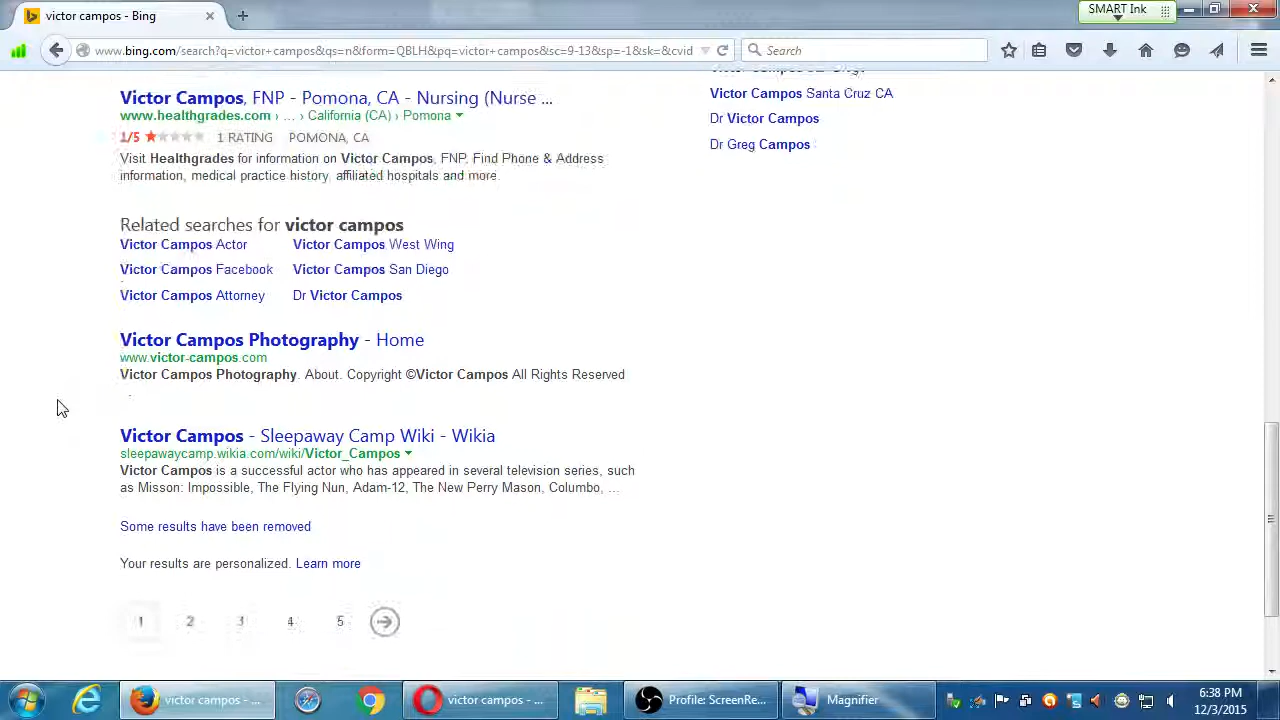 victor campos - Bing
SMART Ink
www.bing.com/search?q=victor+campos&qs=n&form=QBLH&pq=victor+campos&sc=9-13&sp=-1&sk=&cvid
Search
Victor Campos, FNP - Pomona, CA - Nursing (Nurse ...
www.healthgrades.com › ... › California (CA) › Pomona
1/5 1 RATING POMONA, CA
Visit Healthgrades for information on Victor Campos, FNP. Find Phone & Address
information, medical practice history, affiliated hospitals and more.
Victor Campos Santa Cruz CA
Dr Victor Campos
Dr Greg Campos
Related searches for victor campos
Victor Campos Actor Victor Campos West Wing
Victor Campos Facebook Victor Campos San Diego
Victor Campos Attorney Dr Victor Campos
Victor Campos Photography - Home
www.victor-campos.com
Victor Campos Photography. About. Copyright ©Victor Campos All Rights Reserved
Victor Campos - Sleepaway Camp Wiki - Wikia
sleepawaycamp.wikia.com/wiki/Victor_Campos
Victor Campos is a successful actor who has appeared in several television series, such
as Misson: Impossible, The Flying Nun, Adam-12, The New Perry Mason, Columbo, ...
Some results have been removed
Your results are personalized. Learn more
1 2 3 4 5
victor campos - ...
victor campos - ...
Profile: ScreenRe...
Magnifier
6:38 PM
12/3/2015